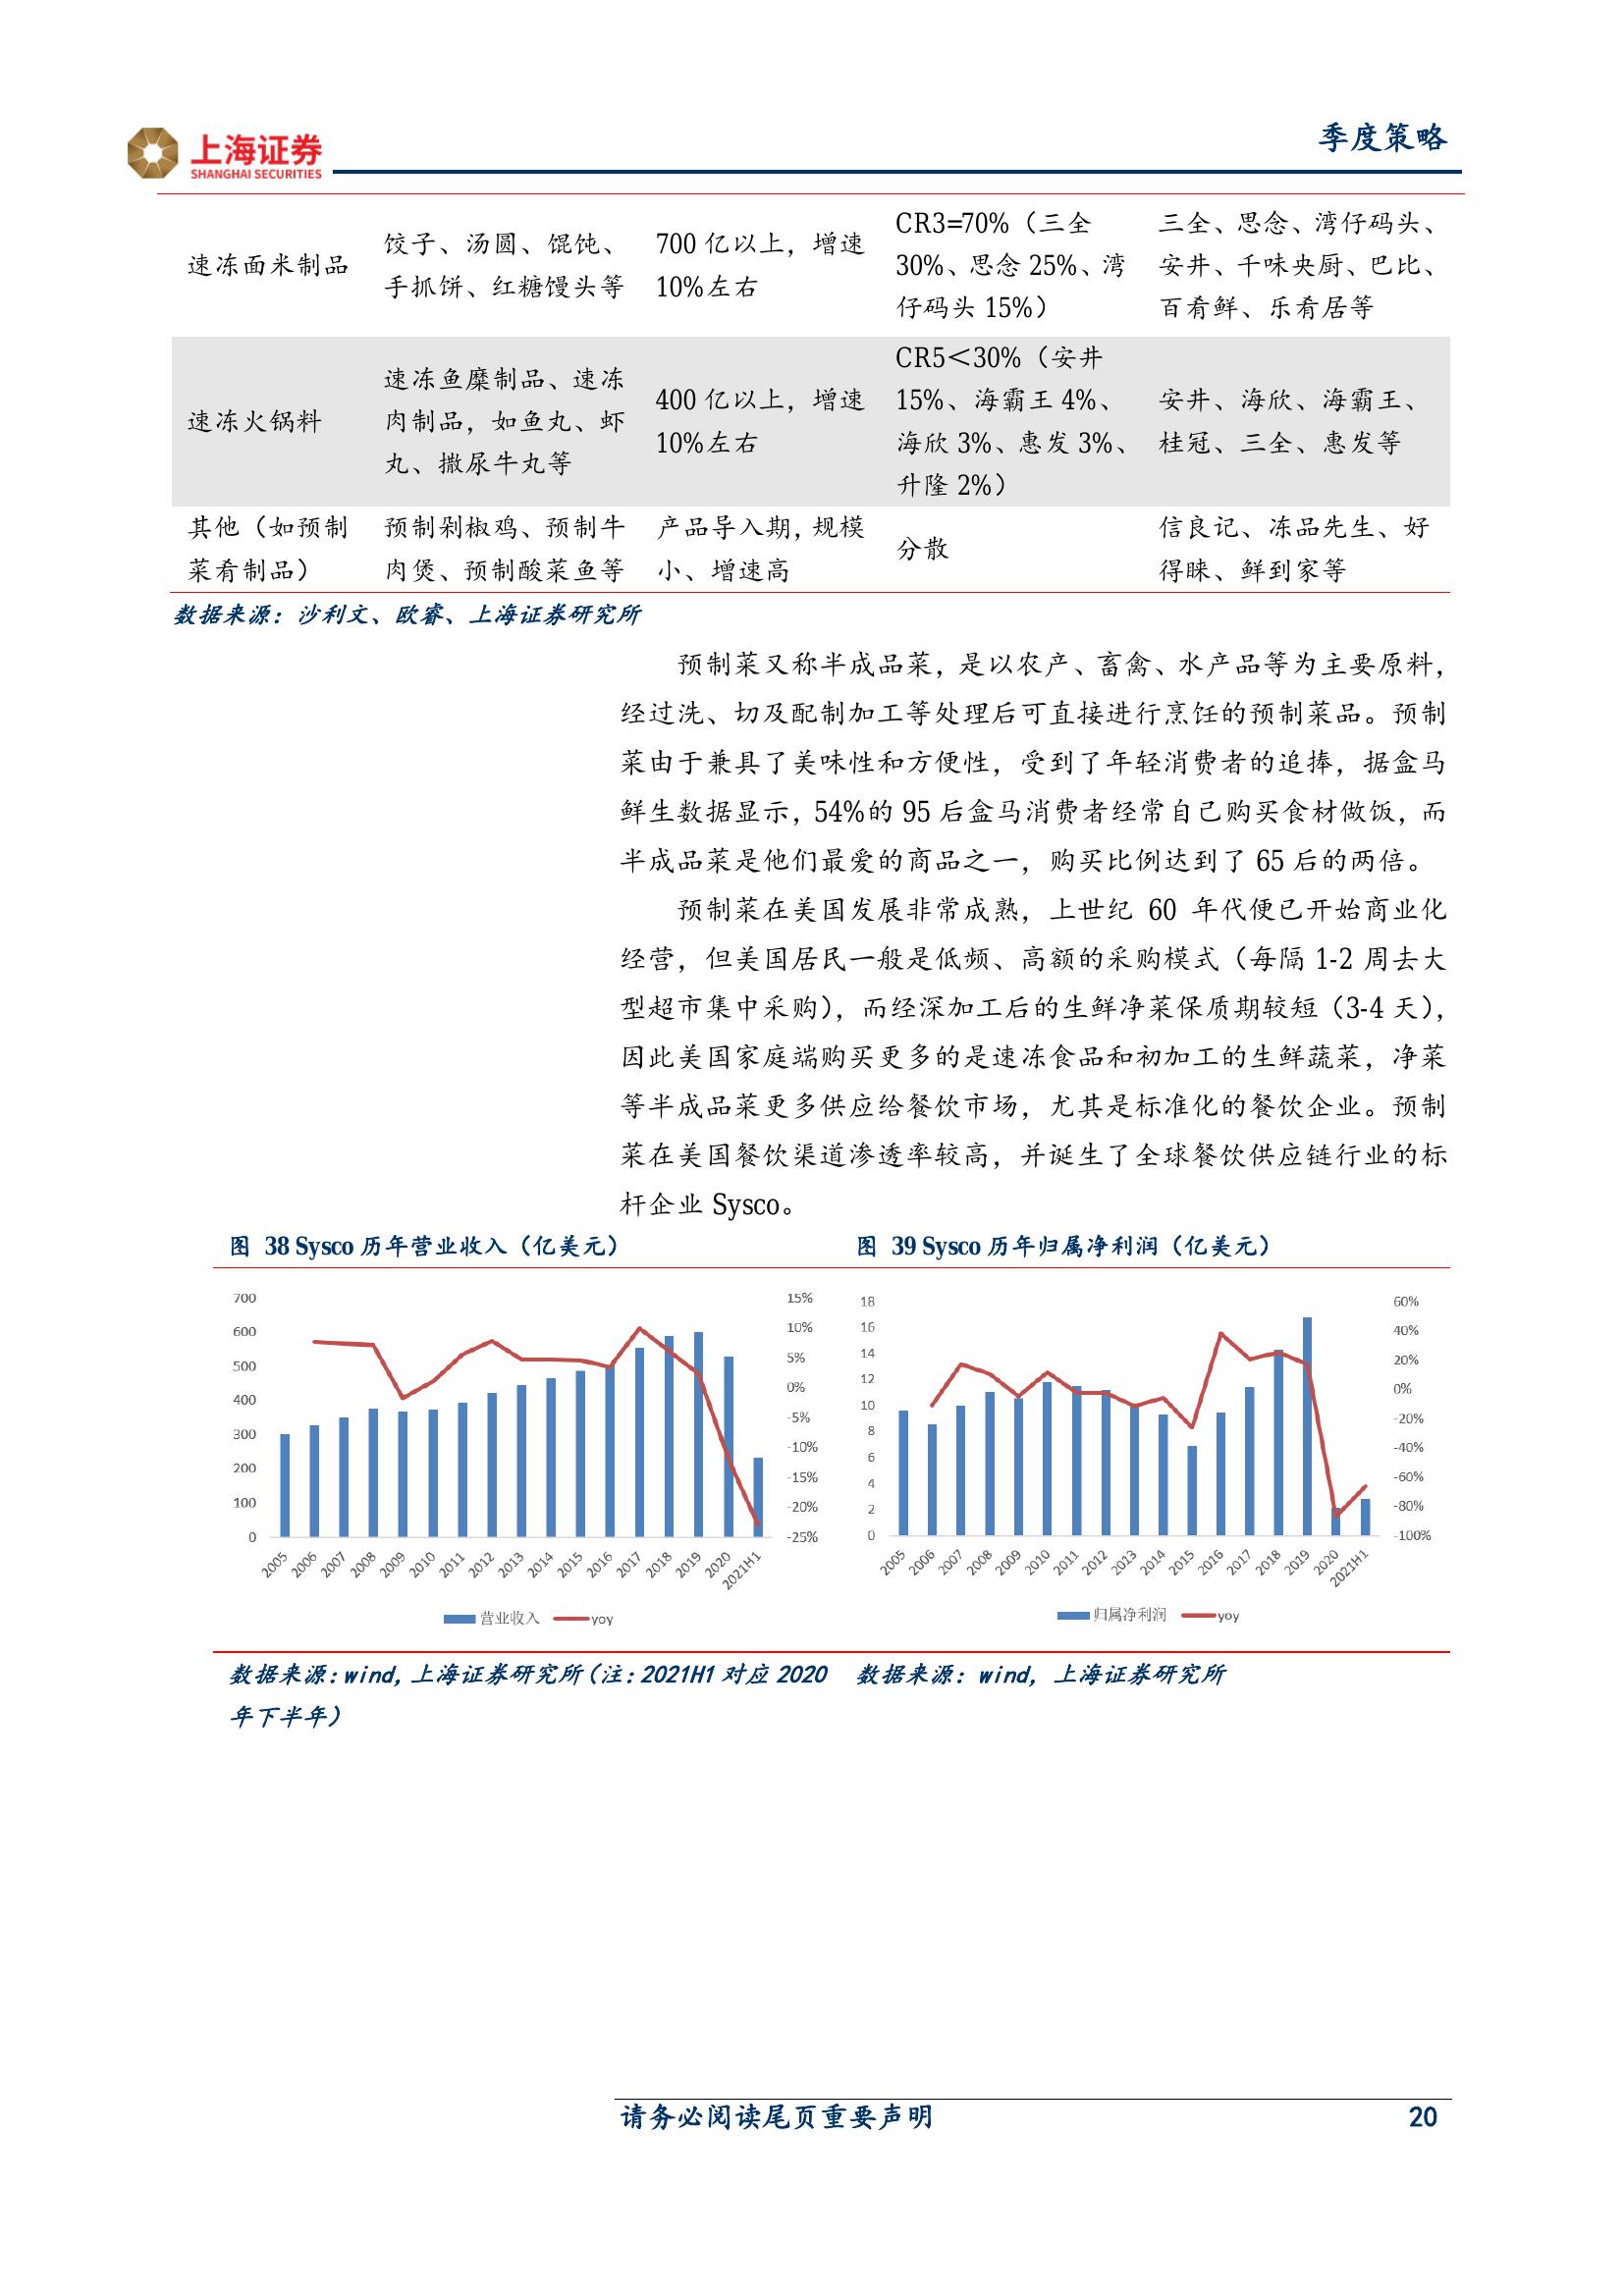 上海证券
SHANGHAI SECURITIES
季度策略
速冻面米制品
饺子、汤圆、馄饨、
手抓饼、红糖馒头等
700 亿以上，增速
10%左右
CR3=70%（三全
30%、思念 25%、湾
仔码头 15%）
三全、思念、湾仔码头、
安井、千味央厨、巴比、
百肴鲜、乐肴居等
速冻火锅料
速冻鱼糜制品、速冻
肉制品，如鱼丸、虾
丸、撒尿牛丸等
400 亿以上，增速
10%左右
CR5＜30%（安井
15%、海霸王 4%、
海欣 3%、惠发 3%、
升隆 2%）
安井、海欣、海霸王、
桂冠、三全、惠发等
其他（如预制
菜肴制品）
预制剁椒鸡、预制牛
肉煲、预制酸菜鱼等
产品导入期，规模
小、增速高
分散
信良记、冻品先生、好
得睐、鲜到家等
数据来源：沙利文、欧睿、上海证券研究所
预制菜又称半成品菜，是以农产、畜禽、水产品等为主要原料，
经过洗、切及配制加工等处理后可直接进行烹饪的预制菜品。预制
菜由于兼具了美味性和方便性，受到了年轻消费者的追捧，据盒马
鲜生数据显示，54%的 95 后盒马消费者经常自己购买食材做饭，而
半成品菜是他们最爱的商品之一，购买比例达到了 65 后的两倍。
预制菜在美国发展非常成熟，上世纪 60 年代便已开始商业化
经营，但美国居民一般是低频、高额的采购模式（每隔 1-2 周去大
型超市集中采购），而经深加工后的生鲜净菜保质期较短（3-4 天），
因此美国家庭端购买更多的是速冻食品和初加工的生鲜蔬菜，净菜
等半成品菜更多供应给餐饮市场，尤其是标准化的餐饮企业。预制
菜在美国餐饮渠道渗透率较高，并诞生了全球餐饮供应链行业的标
杆企业 Sysco。
图 38 Sysco 历年营业收入（亿美元）
700
600
500
400
300
200
100
0
15%
10%
5%
0%
-5%
-10%
-15%
-20%
-25%
2005 2006 2007 2008 2009 2010 2011 2012 2013 2014 2015 2016 2017 2018 2019 2020 2021H1
营业收入 yoy
数据来源：wind，上海证券研究所（注：2021H1 对应 2020
年下半年）
图 39 Sysco 历年归属净利润（亿美元）
18
16
14
12
10
8
6
4
2
0
60%
40%
20%
0%
-20%
-40%
-60%
-80%
-100%
2005 2006 2007 2008 2009 2010 2011 2012 2013 2014 2015 2016 2017 2018 2019 2020 2021H1
归属净利润 yoy
数据来源：wind，上海证券研究所
请务必阅读尾页重要声明
20